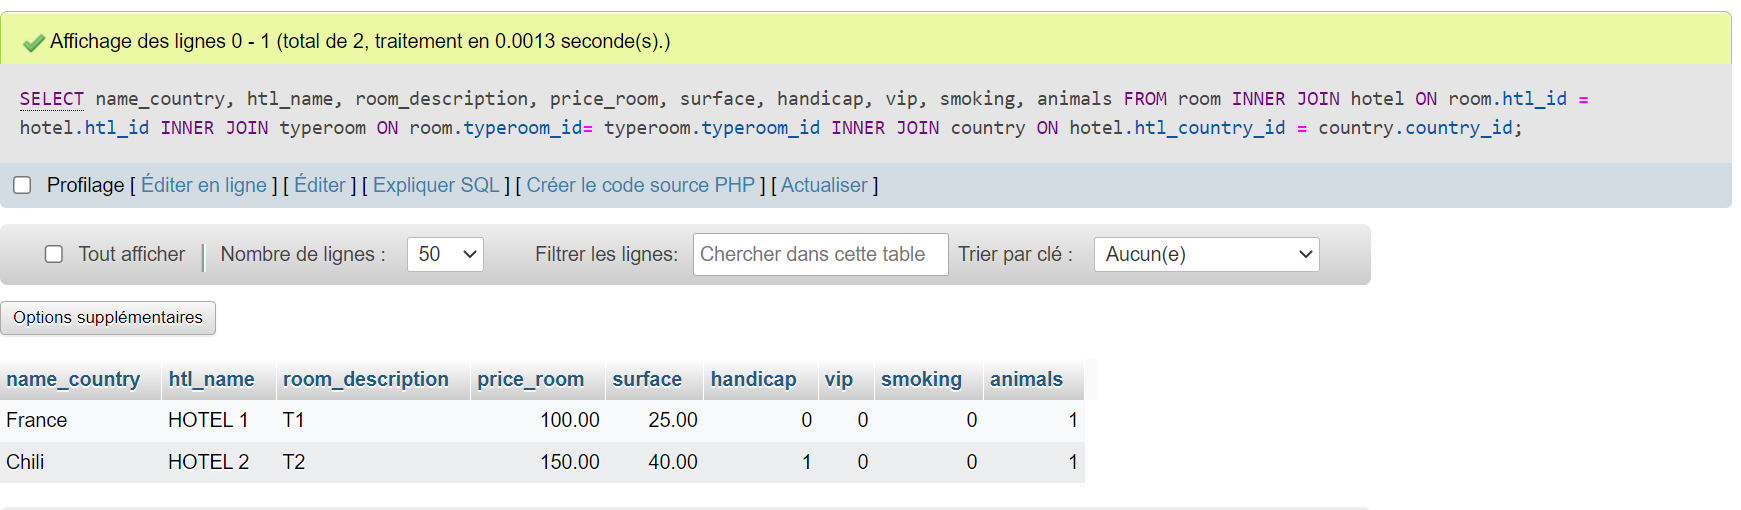 Affichage des lignes 0 - 1 (total de 2, traitement en 0.0013 seconde(s).)
SELECT name_country, htl_name, room_description, price_room, surface, handicap, vip, smoking, animals FROM room INNER JOIN hotel ON room.htl_id =
hotel.htl_id INNER JOIN typeroom ON room.typeroom_id= typeroom.typeroom_id INNER JOIN country ON hotel.htl_country_id = country.country_id;
Profilage [ Éditer en ligne ] [ Éditer ] [ Expliquer SQL ] [ Créer le code source PHP ] [ Actualiser ]
Tout afficher Nombre de lignes : 50 Filtrer les lignes: Chercher dans cette table Trier par clé : Aucun(e)
Options supplémentaires
name_country htl_name room_description price_room surface handicap vip smoking animals
France HOTEL 1 T1 100.00 25.00 0 0 0 1
Chili HOTEL 2 T2 150.00 40.00 1 0 0 1